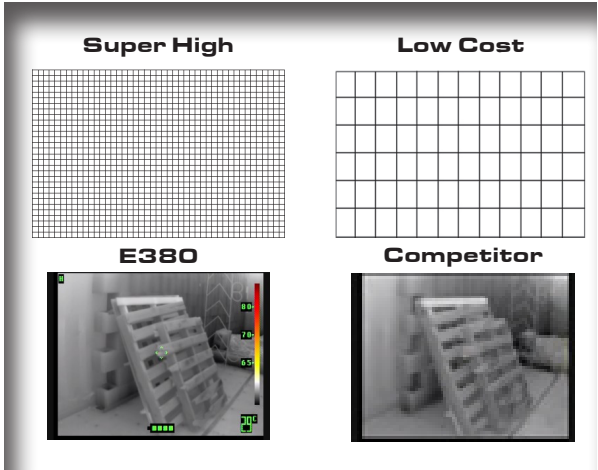 Super High
Low Cost
E380
Competitor
H
80-
70-
65-